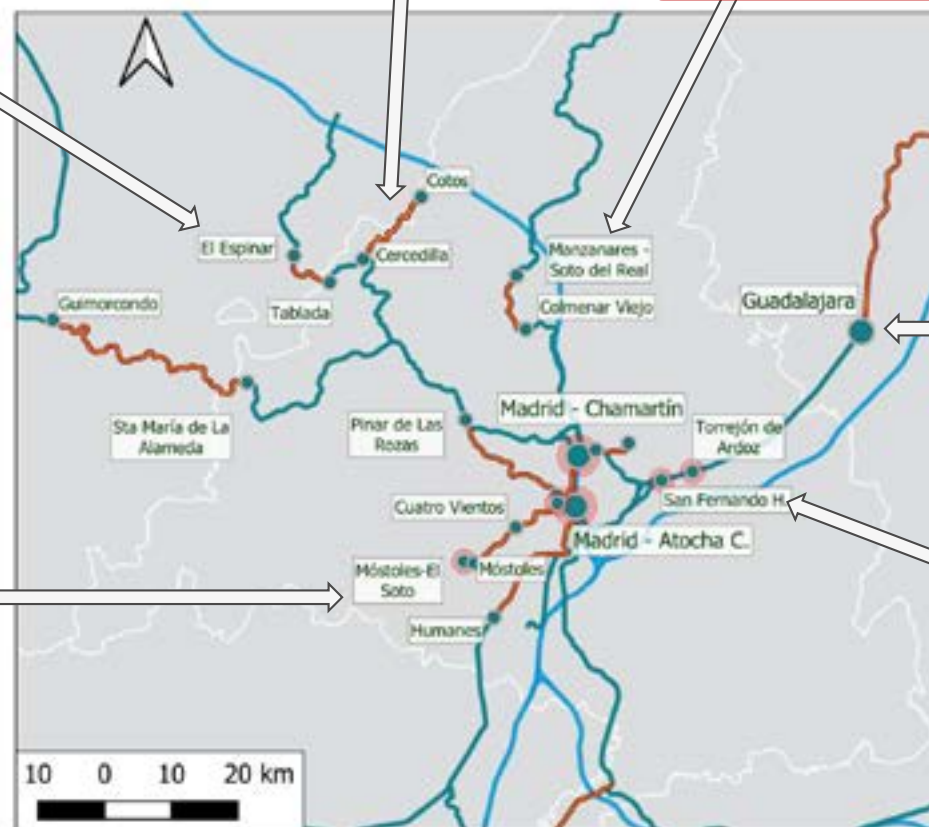 Cotos
El Espinar
Cercedilla
Manzanares -
Soto del Real
Tablada
Guimorcondo
Colmenar Viejo
Guadalajara
Madrid - Chamartín
Sta María de La
Alameda
Pinar de Las
Rozas
Torrejón de
Ardoz
San Fernando H.
Cuatro Vientos
Madrid - Atocha C.
Móstoles-El
Soto
Móstoles
Humanes
10 0 10 20 km